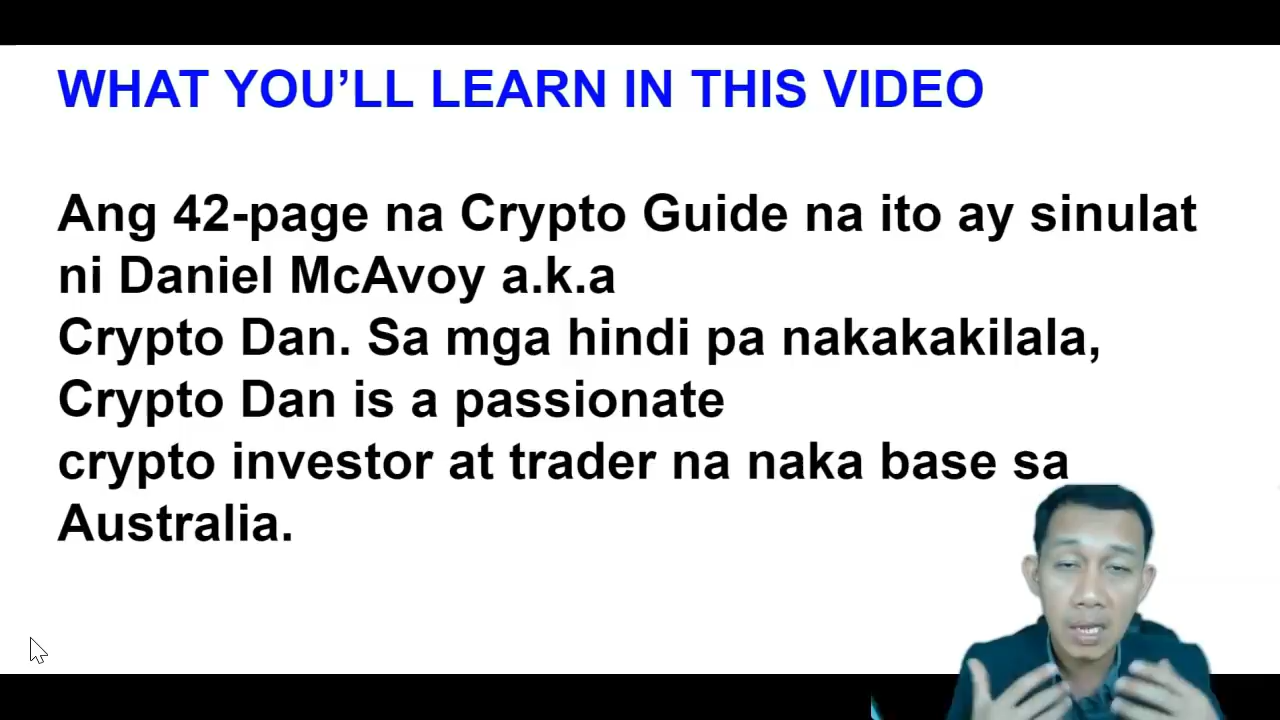 WHAT YOU’LL LEARN IN THIS VIDEO
Ang 42-page na Crypto Guide na ito ay sinulat
ni Daniel McAvoy a.k.a
Crypto Dan. Sa mga hindi pa nakakakilala,
Crypto Dan is a passionate
crypto investor at trader na naka base sa
Australia.